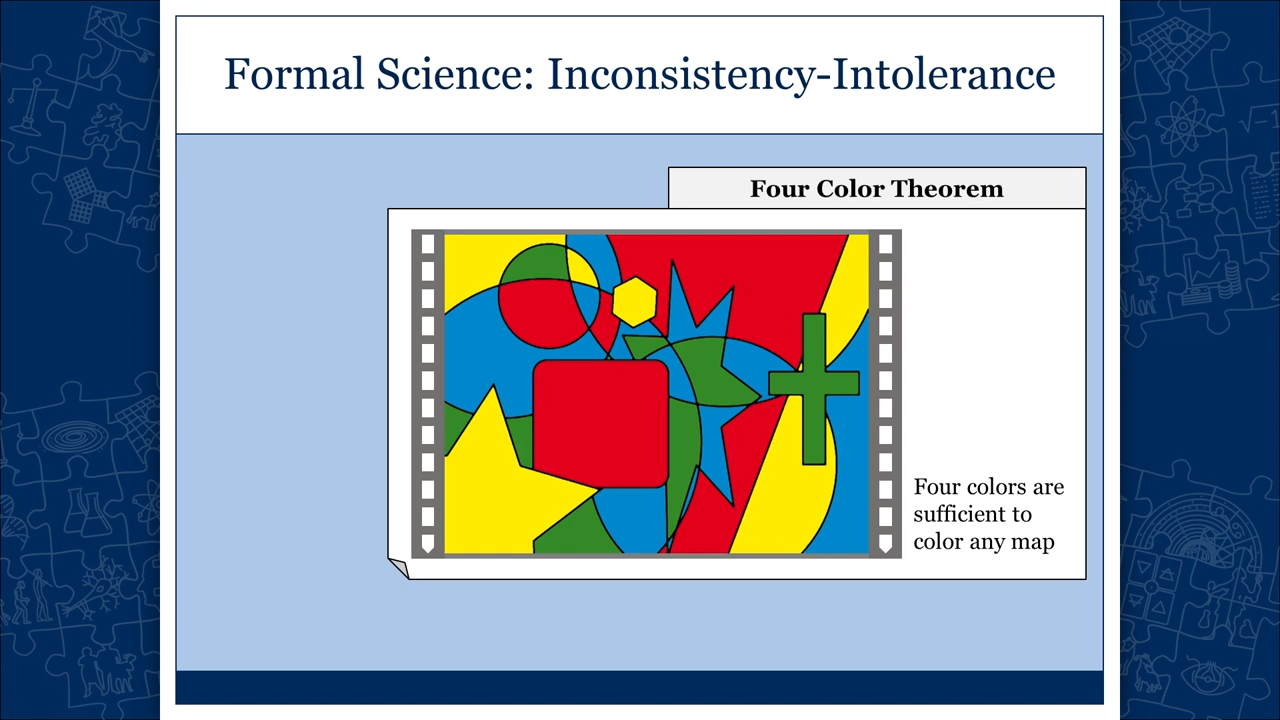 Formal Science: Inconsistency-Intolerance
Four Color Theorem
Four colors are
sufficient to
color any map